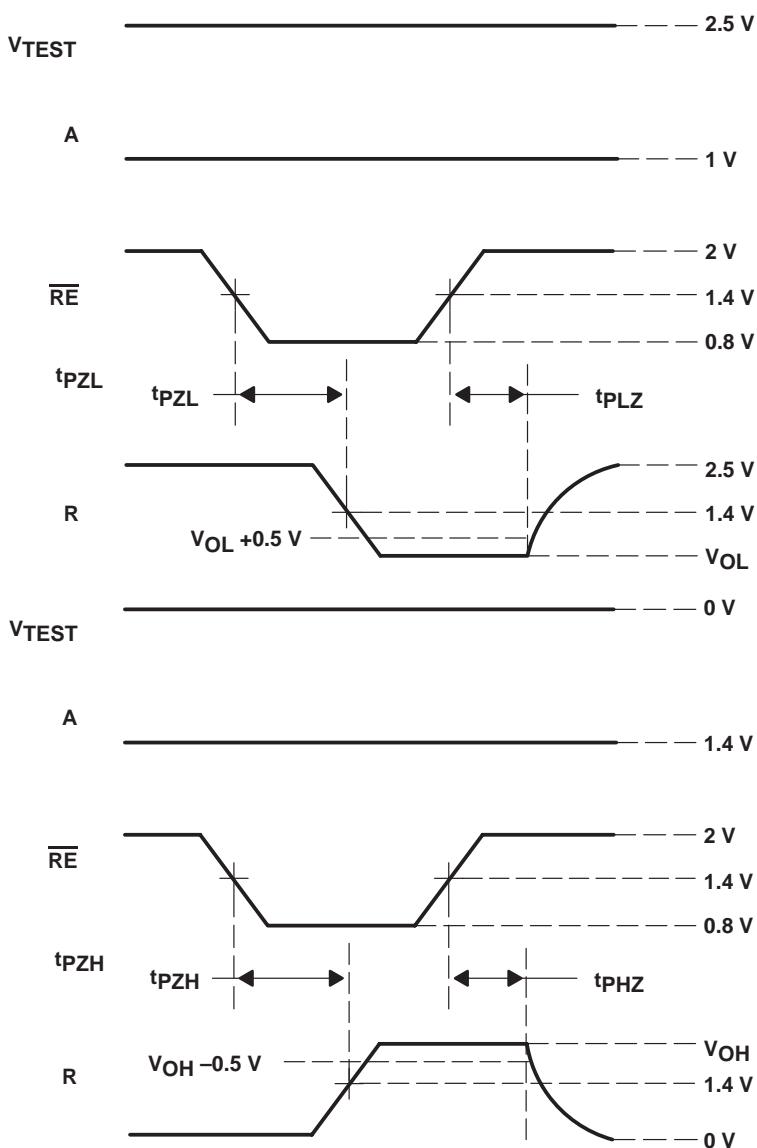 2.5 V
VTEST
A
1 V
2 V
RE
1.4 V
0.8 V
tPZL
tPZL
tPLZ
2.5 V
R
1.4 V
VOL +0.5 V
VOL
0 V
VTEST
A
1.4 V
2 V
RE
1.4 V
0.8 V
tPZH
tPZH
tPHZ
VOH
VOH –0.5 V
R
1.4 V
0 V